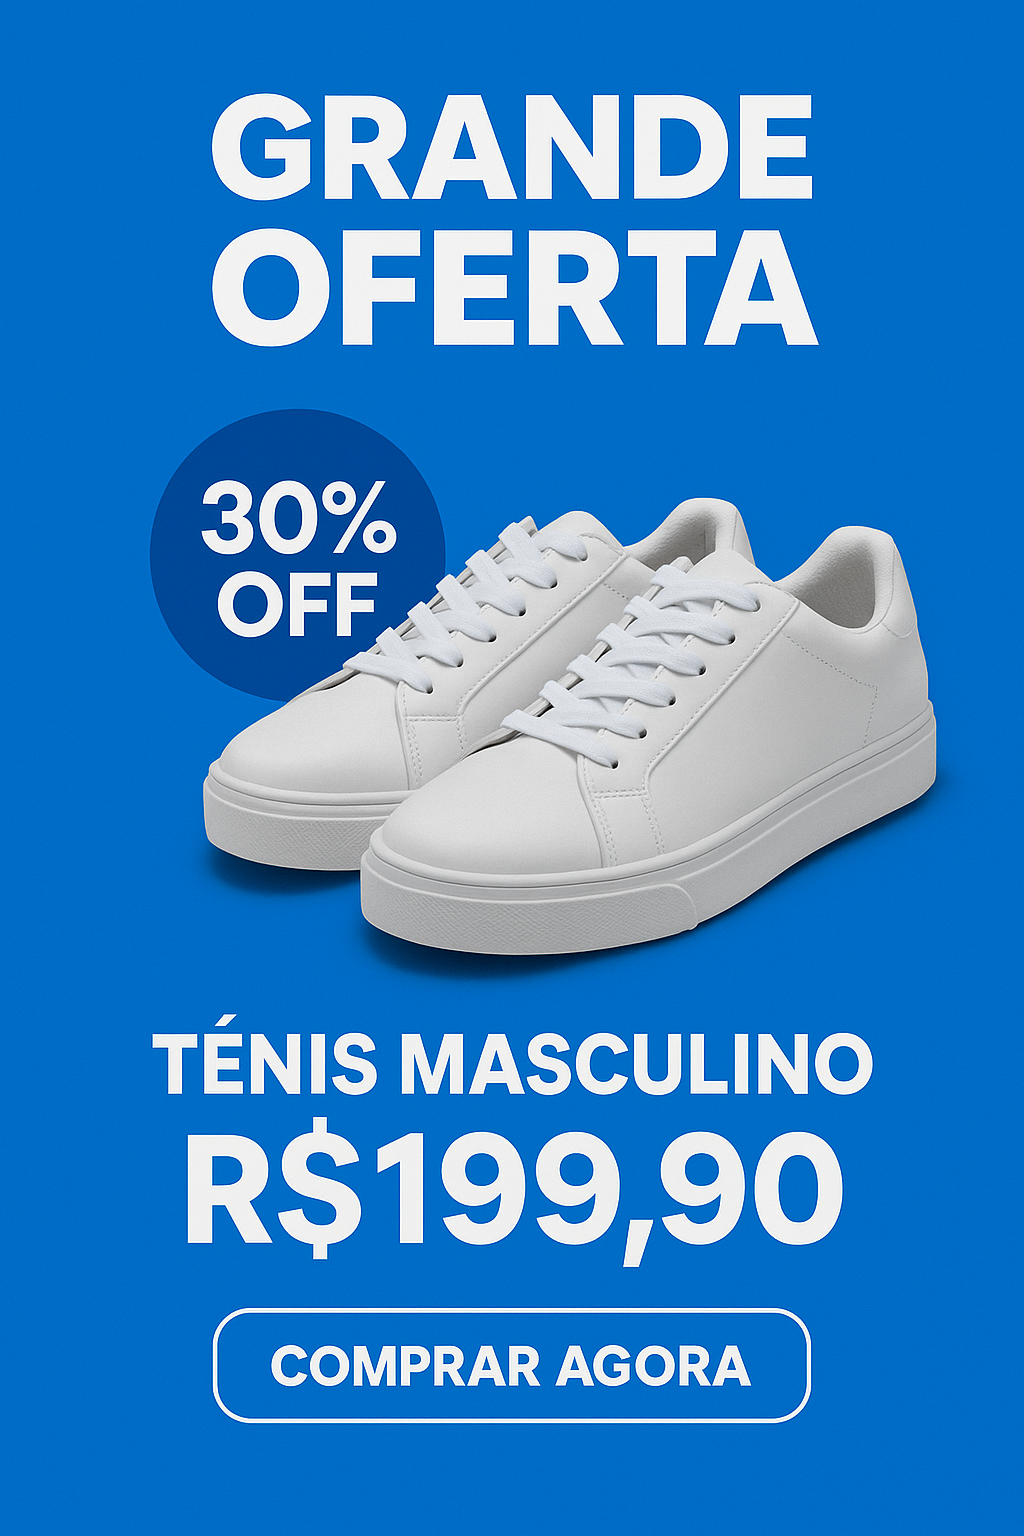 GRANDE
OFERTA
30%
OFF
TÉNIS MASCULINO
R$199,90
COMPRAR AGORA